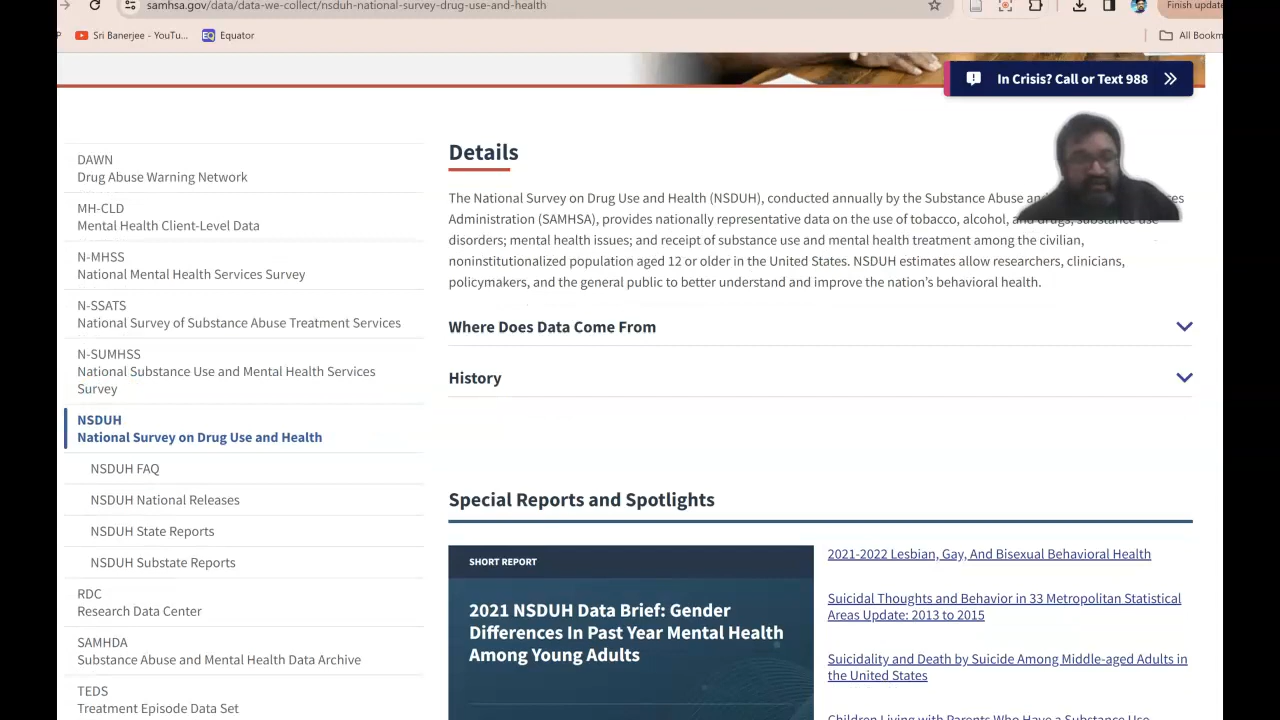 samhsa.gov/data/data-we-collect/nsduh-national-survey-drug-use-and-health
Finish update
Sri Banerjee - YouT...
EQ Equator
All Bookm
In Crisis? Call or Text 988
DAWN
Drug Abuse Warning Network
MH-CLD
Mental Health Client-Level Data
N-MHSS
National Mental Health Services Survey
N-SSATS
National Survey of Substance Abuse Treatment Services
N-SUMHSS
National Substance Use and Mental Health Services
Survey
NSDUH
National Survey on Drug Use and Health
NSDUH FAQ
NSDUH National Releases
NSDUH State Reports
NSDUH Substate Reports
RDC
Research Data Center
SAMHDA
Substance Abuse and Mental Health Data Archive
TEDS
Treatment Episode Data Set
Details
The National Survey on Drug Use and Health (NSDUH), conducted annually by the Substance Abuse an
Administration (SAMHSA), provides nationally representative data on the use of tobacco, alcohol, and drugs; substance use
disorders; mental health issues; and receipt of substance use and mental health treatment among the civilian,
noninstitutionalized population aged 12 or older in the United States. NSDUH estimates allow researchers, clinicians,
policymakers, and the general public to better understand and improve the nation's behavioral health.
Where Does Data Come From
History
Special Reports and Spotlights
SHORT REPORT
2021 NSDUH Data Brief: Gender
Differences In Past Year Mental Health
Among Young Adults
2021-2022 Lesbian, Gay, And Bisexual Behavioral Health
Suicidal Thoughts and Behavior in 33 Metropolitan Statistical
Areas Update: 2013 to 2015
Suicidality and Death by Suicide Among Middle-aged Adults in
the United States
Children Living with Parents Who Have a Substance Use